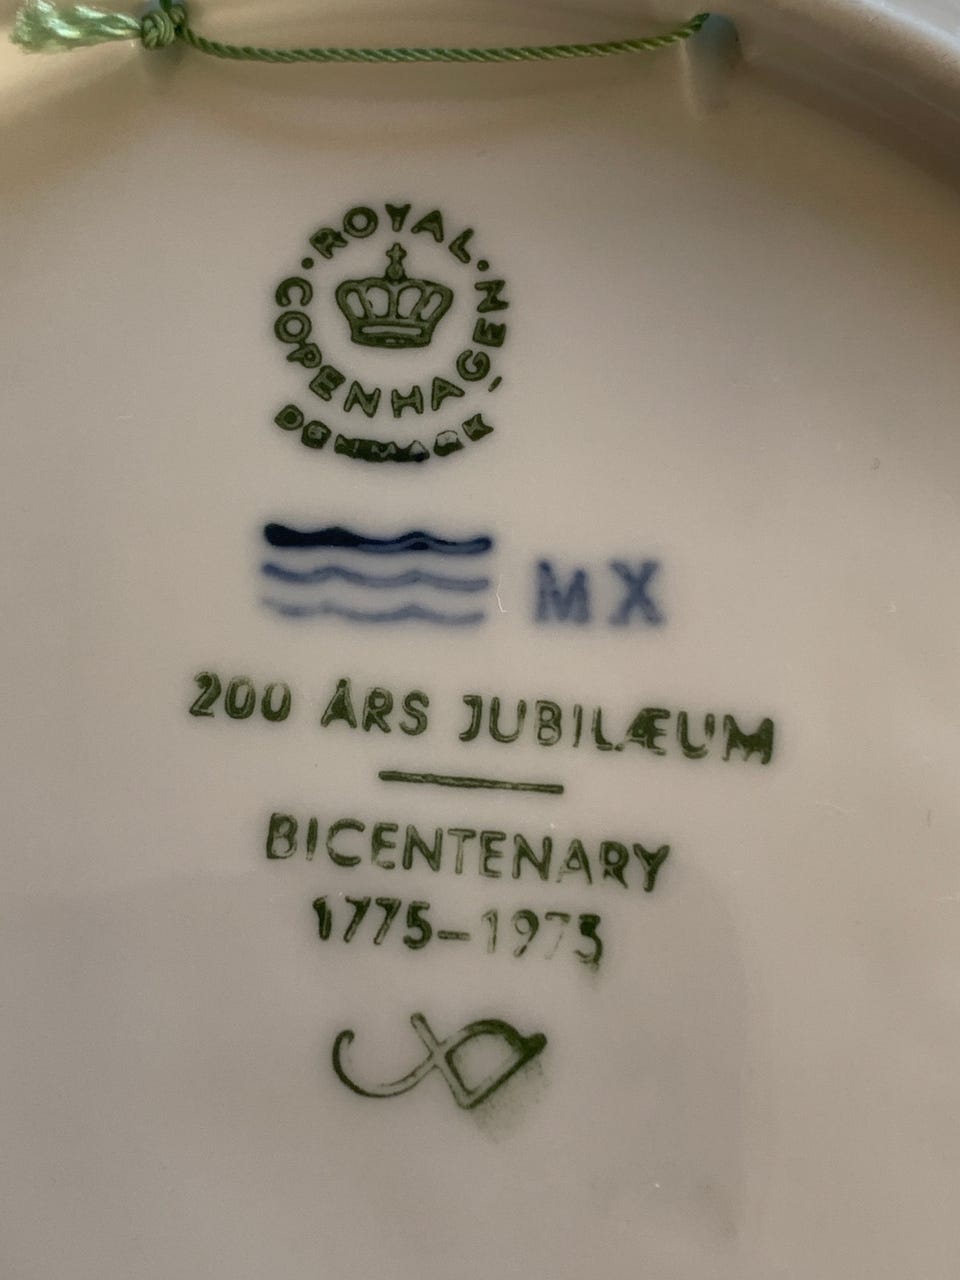 ROYAL
COPENHAGEN
DENMARK
MX
200 ÅRS JUBILÆUM
BICENTENARY
1775-1975